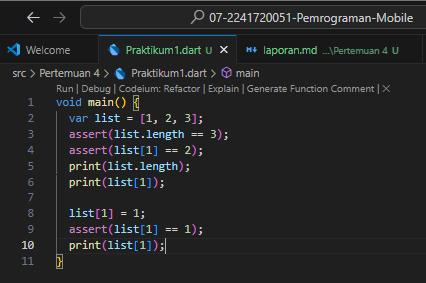 07-2241720051-Pemrograman-Mobile
Welcome
Praktikum1.dart U
laporan.md ...\Pertemuan 4 U
src > Pertemuan 4 > Praktikum1.dart > main
Run | Debug | Codeium: Refactor | Explain | Generate Function Comment | ×
1 void main() {
2 var list = [1, 2, 3];
3 assert(list.length == 3);
4 assert(list[1] == 2);
5 print(list.length);
6 print(list[1]);
7
8 list[1] = 1;
9 assert(list[1] == 1);
10 print(list[1]);
11 }